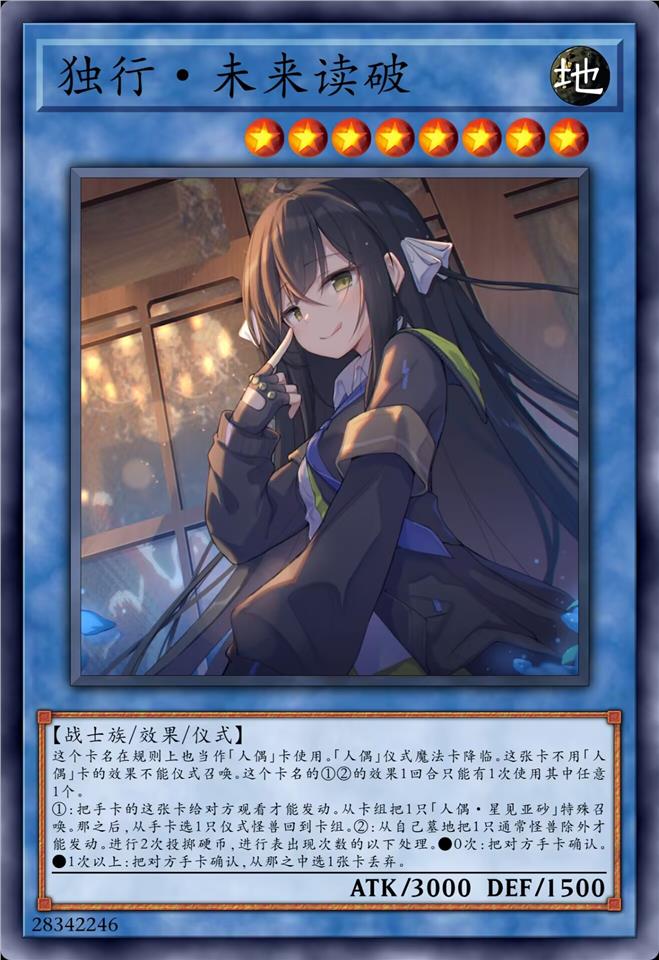 独行·未来读破
地
【战士族/效果/仪式】
这个卡名在规则上也当作「人偶」卡使用。「人偶」仪式魔法卡降临。这张卡不用「人
偶」卡的效果不能仪式召唤。这个卡名的①②的效果1回合只能有1次使用其中任意
1个。
①:把手卡的这张卡给对方观看才能发动。从卡组把1只「人偶·星见亚砂」特殊召
唤。那之后,从手卡选1只仪式怪兽回到卡组。②:从自己墓地把1只通常怪兽除外才
能发动。进行2次投掷硬币,进行表出现次数的以下处理。●0次:把对方手卡确认。
●1次以上:把对方手卡确认,从那之中选1张卡丢弃。
ATK/3000 DEF/1500
28342246